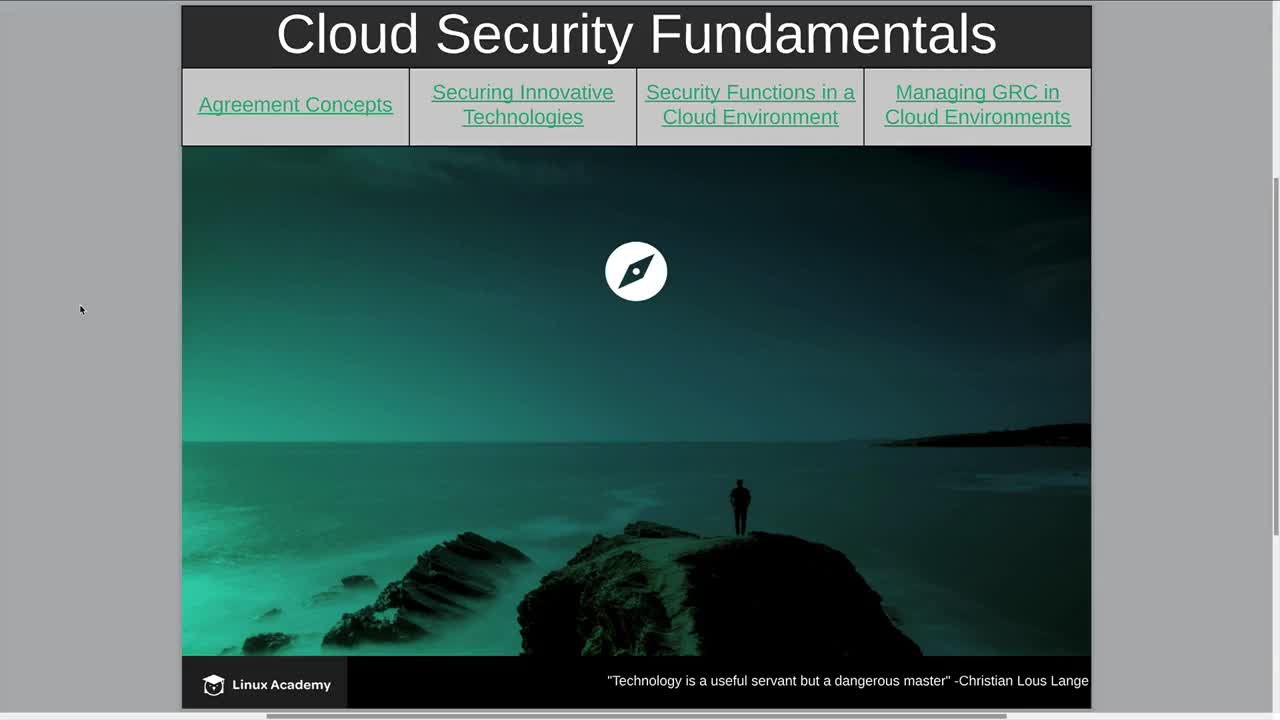 Cloud Security Fundamentals
Agreement Concepts
Securing Innovative
Technologies
Security Functions in a
Cloud Environment
Managing GRC in
Cloud Environments
Linux Academy
"Technology is a useful servant but a dangerous master" -Christian Lous Lange